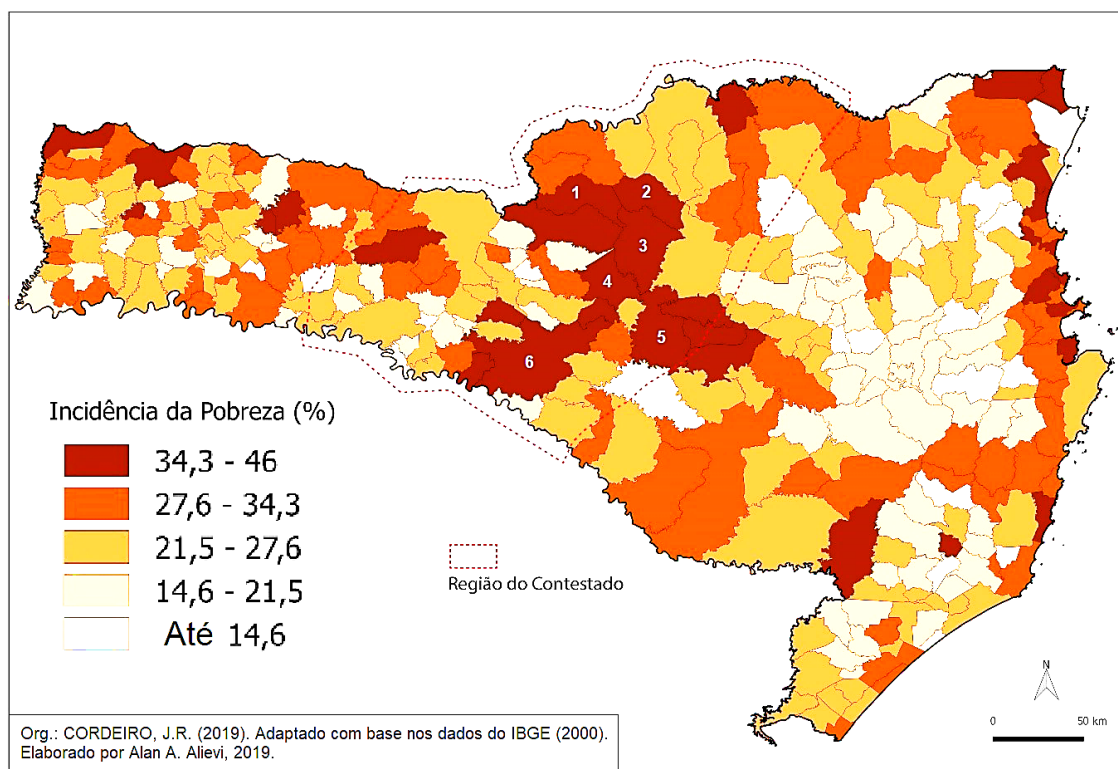 1
2
3
4
5
6
Incidência da Pobreza (%)
34,3 - 46
27,6 - 34,3
21,5 - 27,6
14,6 - 21,5
Até 14,6
Região do Contestado
N
0 50 km
Org.: CORDEIRO, J.R. (2019). Adaptado com base nos dados do IBGE (2000).
Elaborado por Alan A. Alievi, 2019.